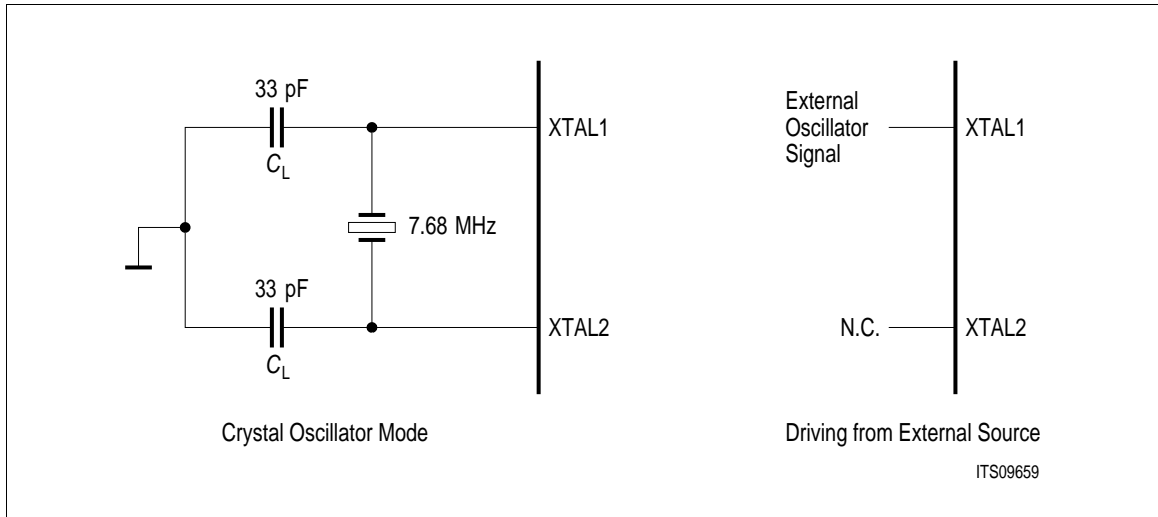 33 pF
C_L
XTAL1
7.68 MHz
33 pF
C_L
XTAL2
Crystal Oscillator Mode
External
Oscillator
Signal
XTAL1
N.C.
XTAL2
Driving from External Source
ITS09659